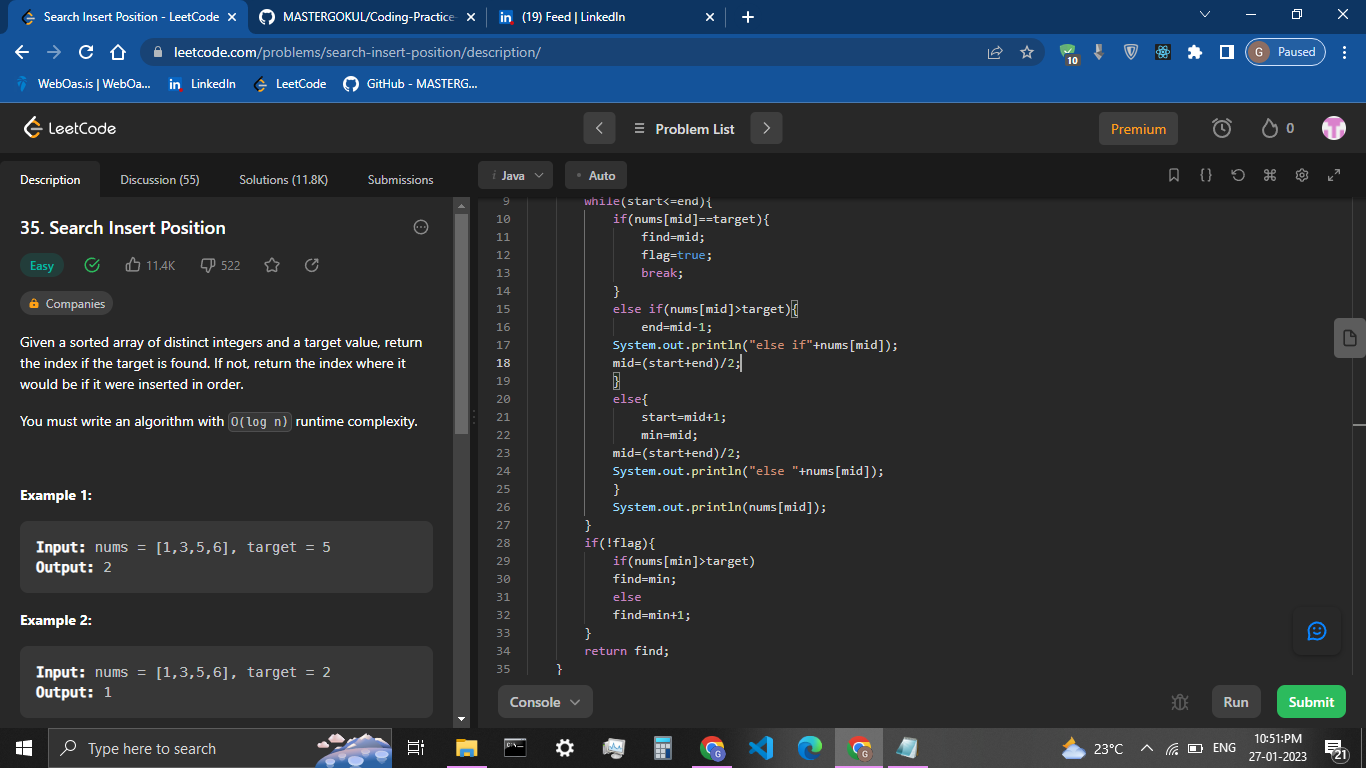 Search Insert Position - LeetCode
MASTERGOKUL/Coding-Practice-
(19) Feed | LinkedIn
leetcode.com/problems/search-insert-position/description/
10
G Paused
WebOas.is | WebOa...
LinkedIn
LeetCode
GitHub - MASTERG...
LeetCode
Problem List
Premium
0
Description
Discussion (55)
Solutions (11.8K)
Submissions
i Java
Auto
35. Search Insert Position
Easy
11.4K
522
Companies
Given a sorted array of distinct integers and a target value, return
the index if the target is found. If not, return the index where it
would be if it were inserted in order.
You must write an algorithm with O(log n) runtime complexity.
Example 1:
Input: nums = [1,3,5,6], target = 5
Output: 2
Example 2:
Input: nums = [1,3,5,6], target = 2
Output: 1
9 while(start<=end){
10 if(nums[mid]==target){
11 find=mid;
12 flag=true;
13 break;
14 }
15 else if(nums[mid]>target){
16 end=mid-1;
17 System.out.println("else if"+nums[mid]);
18 mid=(start+end)/2;
19 }
20 else{
21 start=mid+1;
22 min=mid;
23 mid=(start+end)/2;
24 System.out.println("else "+nums[mid]);
25 }
26 System.out.println(nums[mid]);
27 }
28 if(!flag){
29 if(nums[min]>target)
30 find=min;
31 else
32 find=min+1;
33 }
34 return find;
35 }
Console
Run
Submit
Type here to search
23°C
ENG
10:51:PM
27-01-2023
21